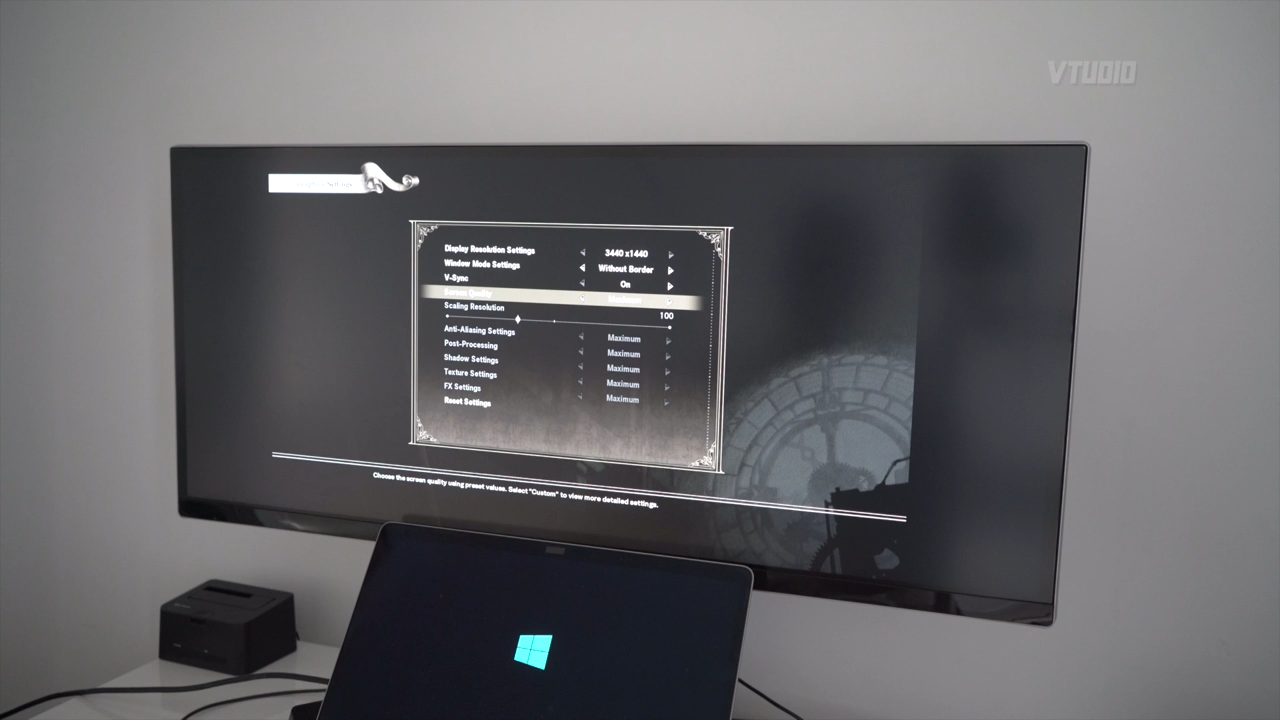 VTUDIO
Display Resolution Settings 3440 x1440
Window Mode Settings Without Border
V-Sync On
Screen Quality Maximum
Scaling Resolution 100
Anti-Aliasing Settings Maximum
Post-Processing Maximum
Shadow Settings Maximum
Texture Settings Maximum
FX Settings Maximum
Reset Settings
Choose the screen quality using preset values. Select "Custom" to view more detailed settings.